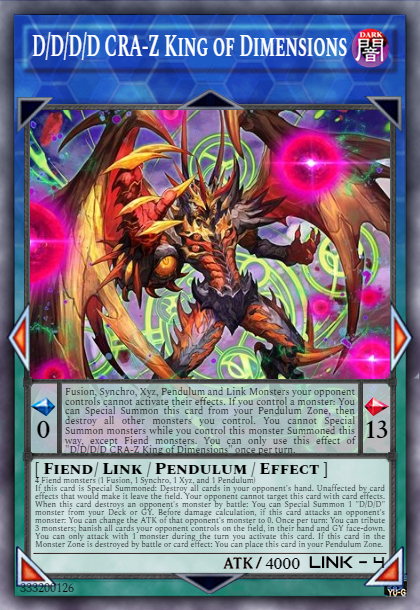 D/D/D/D CRA-Z KING OF DIMENSIONS
DARK
闇
Fusion, Synchro, Xyz, Pendulum and Link Monsters your opponent
controls cannot activate their effects. If you control a monster: You
can Special Summon this card from your Pendulum Zone, then
destroy all other monsters you control. You cannot Special
Summon monsters while you control this monster Summoned this
way, except Fiend monsters. You can only use this effect of
"D/D/D/D CRA-Z King of Dimensions" once per turn.
0
13
[ FIEND/ LINK / PENDULUM / EFFECT ]
4 Fiend monsters (1 Fusion, 1 Synchro, 1 Xyz, and 1 Pendulum)
If this card is Special Summoned: Destroy all cards in your opponent's hand. Unaffected by card
effects that would make it leave the field. Your opponent cannot target this card with card effects.
When this card destroys an opponent's monster by battle: You can Special Summon 1 "D/D/D"
monster from your Deck or GY. Before damage calculation, if this card attacks an opponent's
monster: You can change the ATK of that opponent's monster to 0. Once per turn: You can tribute
3 monsters; banish all cards your opponent controls on the field, in their hand and GY face-down.
You can only attack with 1 monster during the turn you activate this card. If this card in the
Monster Zone is destroyed by battle or card effect: You can place this card in your Pendulum Zone.
ATK / 4000 LINK - 4
333200126
YU-G